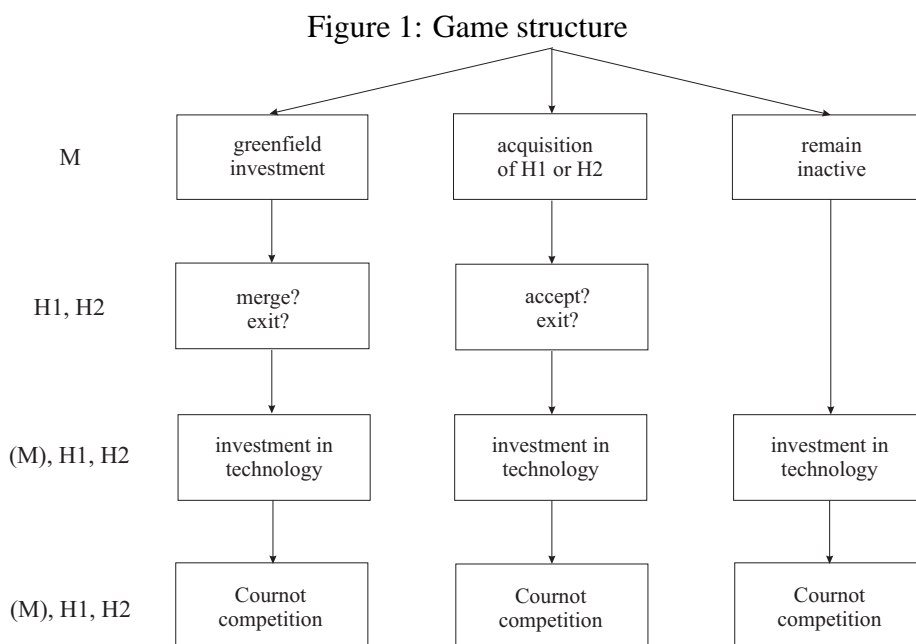 Figure 1: Game structure
M
greenfield
investment
acquisition
of H1 or H2
remain
inactive
H1, H2
merge?
exit?
accept?
exit?
(M), H1, H2
investment in
technology
investment in
technology
investment in
technology
(M), H1, H2
Cournot
competition
Cournot
competition
Cournot
competition